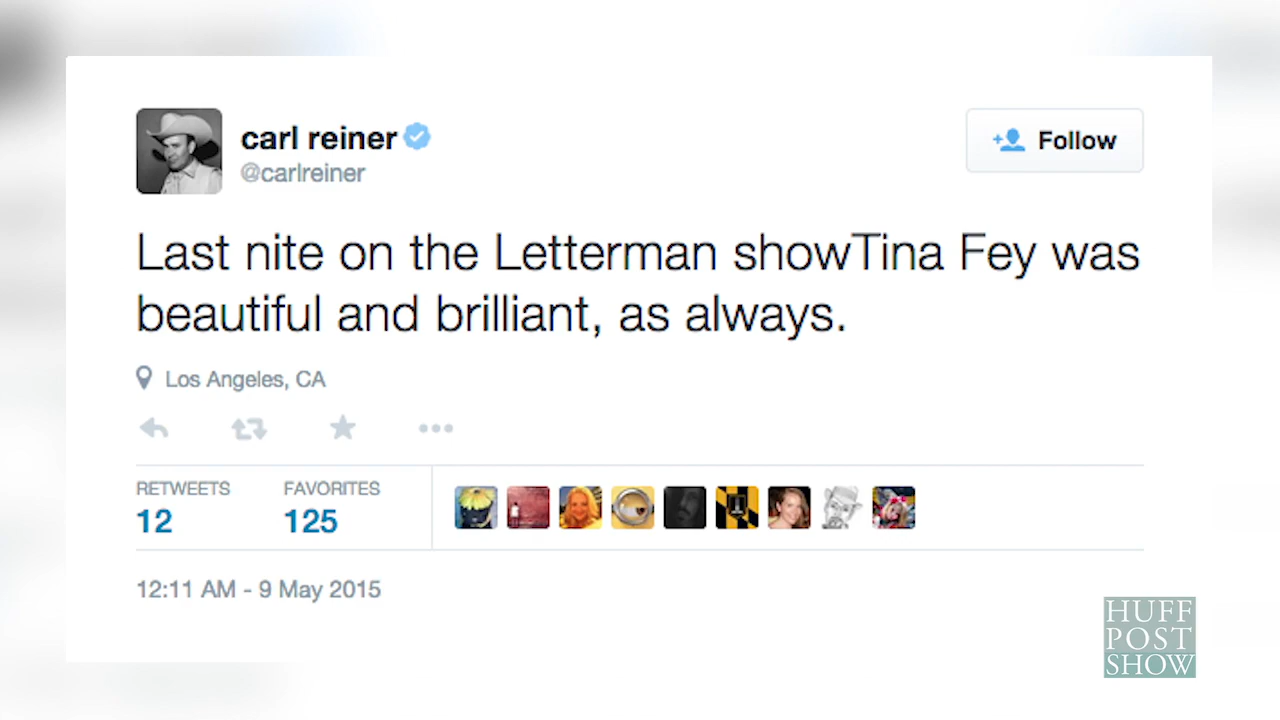 carl reiner
@carlreiner
Follow
Last nite on the Letterman showTina Fey was
beautiful and brilliant, as always.
Los Angeles, CA
RETWEETS FAVORITES
12 125
12:11 AM - 9 May 2015
HUFF
POST
SHOW